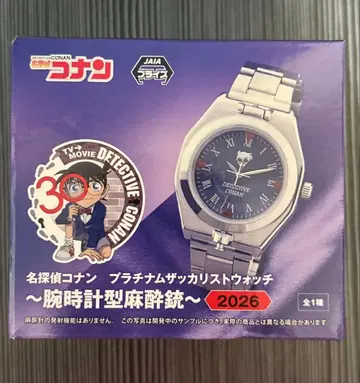 DETECTIVE CONAN
名探偵コナン
JAIA
プライズ
TV→MOVIE
DETECTIVE CONAN
30
DETECTIVE
CONAN
名探偵コナン プラチナムザッカリストウォッチ
~腕時計型麻酔銃~ 2026
全1種
麻酔針の発射機能はありません。 この写真は開発中のサンプルにつき、実際の商品とは異なる場合があります。